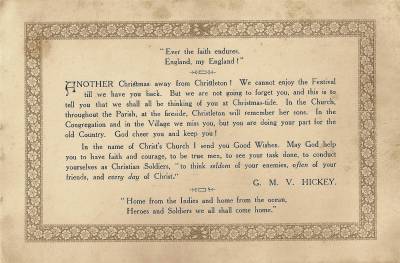 "Ever the faith endures,
England, my England!"
ANOTHER Christmas away from Christleton! We cannot enjoy the Festival
till we have you back. But we are not going to forget you, and this is to
tell you that we shall all be thinking of you at Christmas-tide. In the Church,
throughout the Parish, at the fireside, Christleton will remember her sons. In the
Congregation and in the Village we miss you, but you are doing your part for the
old Country. God cheer you and keep you!
In the name of Christ's Church I send you Good Wishes. May God help
you to have faith and courage, to be true men, to see your task done, to conduct
yourselves as Christian Soldiers, "to think seldom of your enemies, often of your
friends, and every day of Christ."
G. M. V. HICKEY.
"Home from the Indies and home from the ocean,
Heroes and Soldiers we all shall come home."